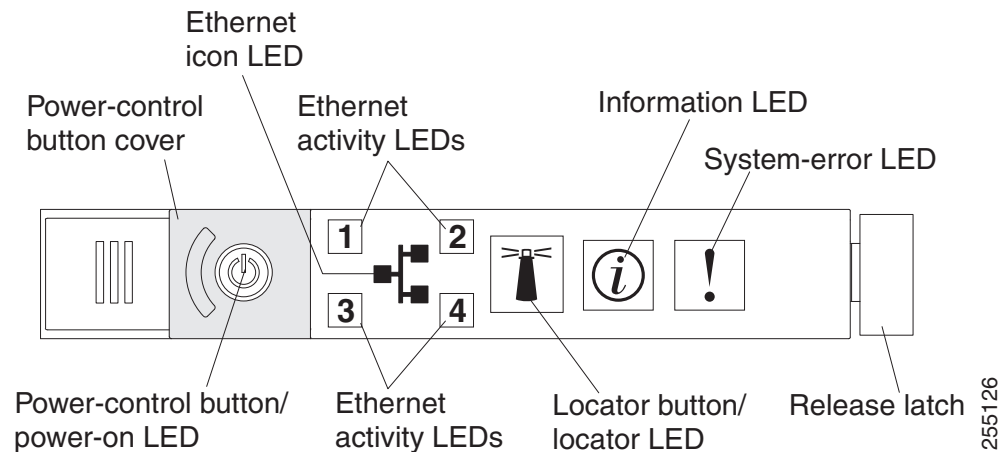 Ethernet
icon LED
Power-control
button cover
Ethernet
activity LEDs
Information LED
System-error LED
1
2
i
!
3
4
Power-control button/
power-on LED
Ethernet
activity LEDs
Locator button/
locator LED
Release latch
255126